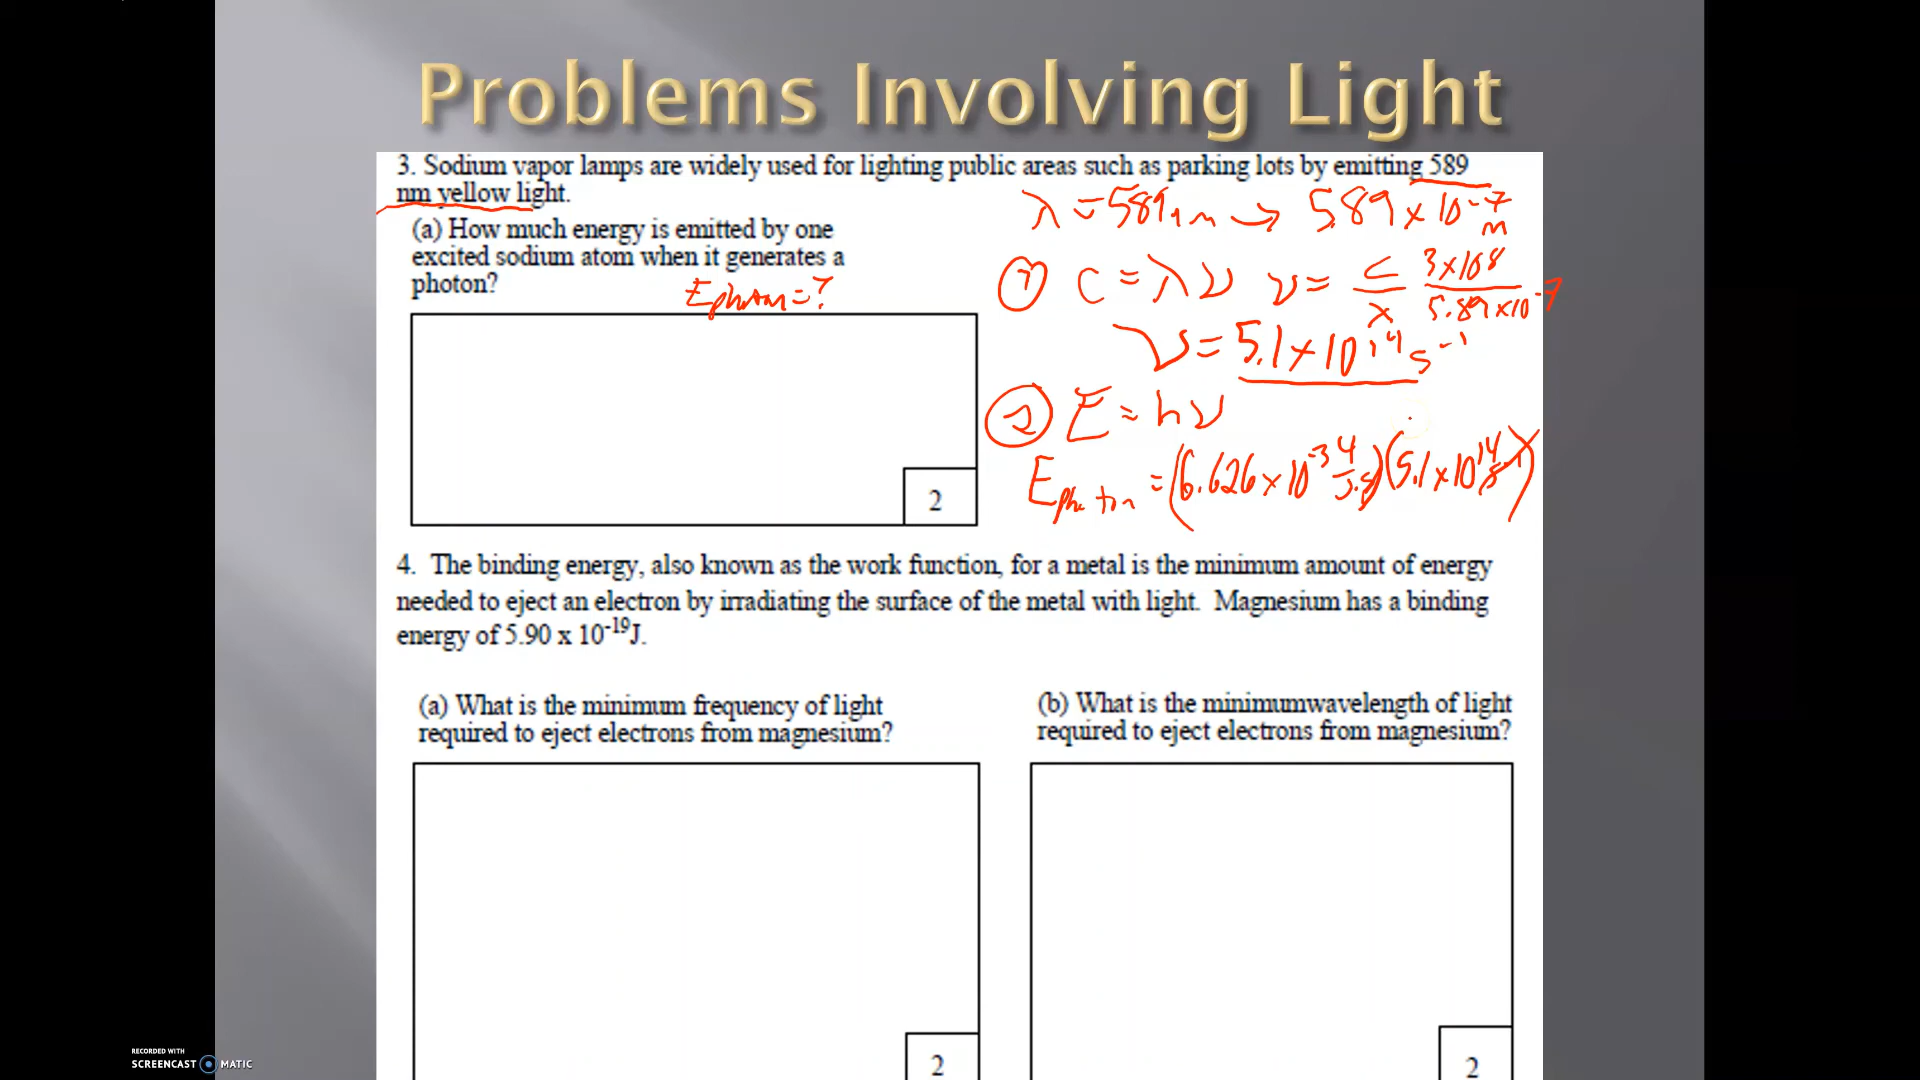 Problems Involving Light
3. Sodium vapor lamps are widely used for lighting public areas such as parking lots by emitting 589
nm yellow light.
λ = 589 nm → 5.89 x 10^-7 m
(a) How much energy is emitted by one
excited sodium atom when it generates a
photon?
E photon = ?
① C = λν ν = c/λ 3x10^8 / 5.89x10^-7
ν = 5.1 x 10^14 s^-1
② E = hν
E photon = (6.626 x 10^-34 J·s)(5.1 x 10^14 s^-1)
2
4. The binding energy, also known as the work function, for a metal is the minimum amount of energy
needed to eject an electron by irradiating the surface of the metal with light. Magnesium has a binding
energy of 5.90 x 10^-19J.
(a) What is the minimum frequency of light
required to eject electrons from magnesium?
2
(b) What is the minimumwavelength of light
required to eject electrons from magnesium?
2
RECORDED WITH
SCREENCAST MATIC